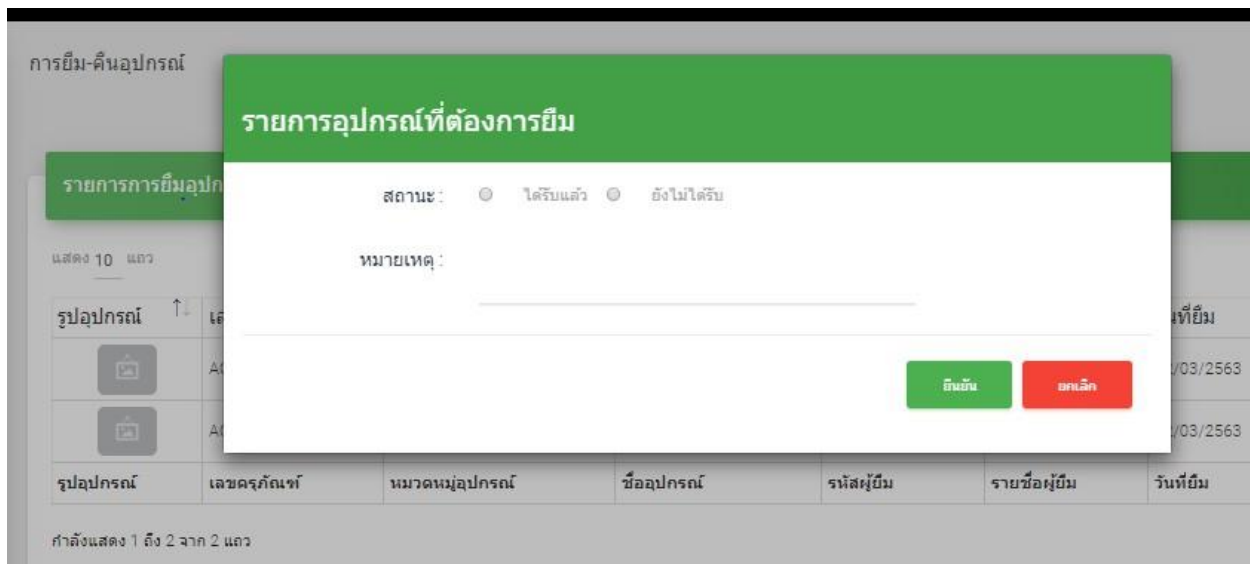 การยืม-คืนอุปกรณ์
รายการอุปกรณ์ที่ต้องการยืม
รายการการยืมอุปก
สถานะ : ได้รับแล้ว ยังไม่ได้รับ
แสดง 10 แถว
หมายเหตุ :
รูปอุปกรณ์ เล นที่ยืม
AC /03/2563
ยืนยัน ยกเลิก
AC /03/2563
รูปอุปกรณ์ เลขครุภัณฑ์ หมวดหมู่อุปกรณ์ ชื่ออุปกรณ์ รหัสผู้ยืม รายชื่อผู้ยืม วันที่ยืม
กำลังแสดง 1 ถึง 2 จาก 2 แถว